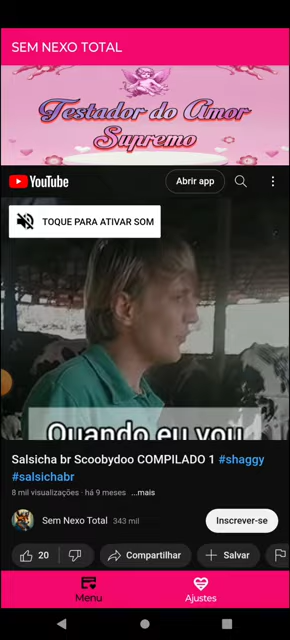 SEM NEXO TOTAL
Testador do Amor
Supremo
YouTube
Abrir app
TOQUE PARA ATIVAR SOM
Quando eu vou
Salsicha br Scoobydoo COMPILADO 1 #shaggy
#salsichabr
8 mil visualizações · há 9 meses ...mais
Sem Nexo Total 343 mil
Inscrever-se
20
Compartilhar
Salvar
Menu
Ajustes